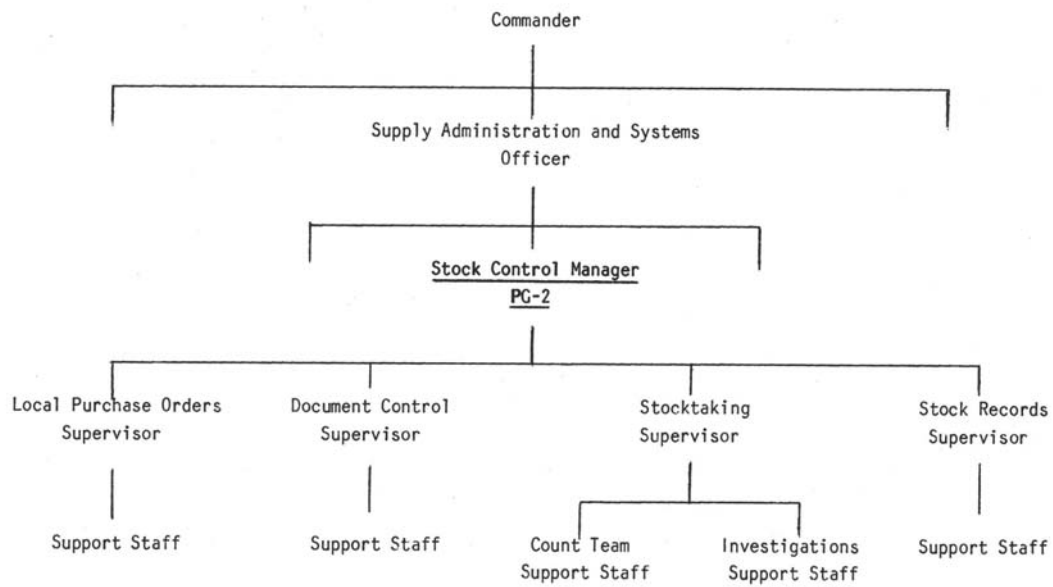 Commander
Supply Administration and Systems
Officer
Stock Control Manager
PG-2
Local Purchase Orders
Supervisor
Document Control
Supervisor
Stocktaking
Supervisor
Stock Records
Supervisor
Support Staff
Support Staff
Count Team
Support Staff
Investigations
Support Staff
Support Staff